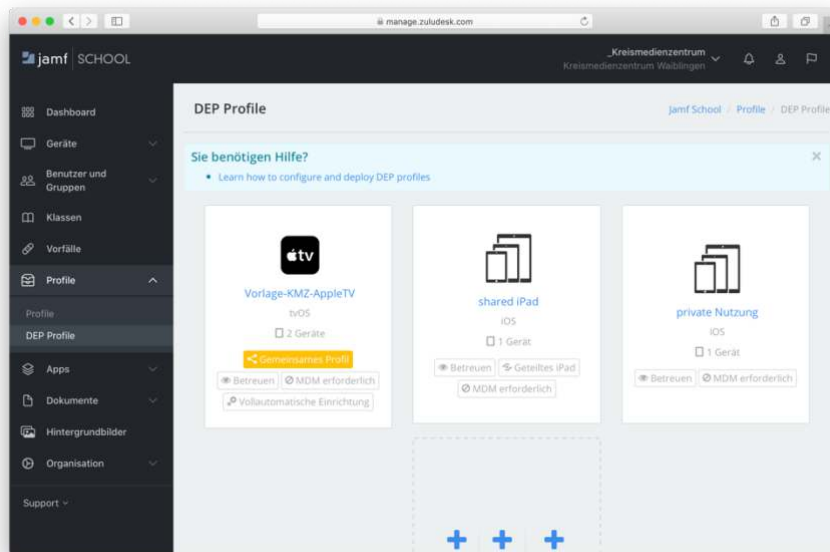 manage.zuludesk.com
jamf SCHOOL
_Kreismedienzentrum
Kreismedienzentrum Waiblingen
Dashboard
Geräte
Benutzer und
Gruppen
Klassen
Vorfälle
Profile
Profile
DEP Profile
Apps
Dokumente
Hintergrundbilder
Organisation
Support
DEP Profile
Jamf School / Profile / DEP Profile
Sie benötigen Hilfe?
Learn how to configure and deploy DEP profiles
tv
Vorlage-KMZ-AppleTV
tvOS
2 Geräte
Gemeinsames Profil
Betreuen MDM erforderlich
Vollautomatische Einrichtung
shared iPad
iOS
1 Gerät
Betreuen Geteiltes iPad
MDM erforderlich
private Nutzung
iOS
1 Gerät
Betreuen MDM erforderlich